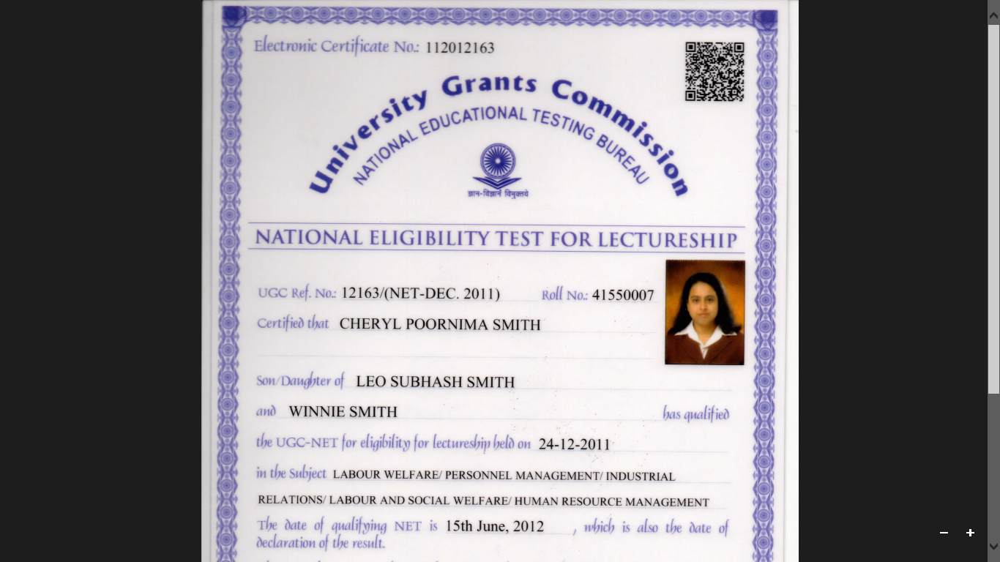 Electronic Certificate No.: 112012163
University Grants Commission
NATIONAL EDUCATIONAL TESTING BUREAU
ज्ञान-विज्ञानं विमुक्तये
NATIONAL ELIGIBILITY TEST FOR LECTURESHIP
UGC Ref. No.: 12163/(NET-DEC. 2011) Roll No.: 41550007
Certified that CHERYL POORNIMA SMITH
Son/Daughter of LEO SUBHASH SMITH
and WINNIE SMITH has qualified
the UGC-NET for eligibility for lectureship held on 24-12-2011
in the Subject LABOUR WELFARE/ PERSONNEL MANAGEMENT/ INDUSTRIAL
RELATIONS/ LABOUR AND SOCIAL WELFARE/ HUMAN RESOURCE MANAGEMENT
The date of qualifying NET is 15th June, 2012 , which is also the date of
declaration of the result.